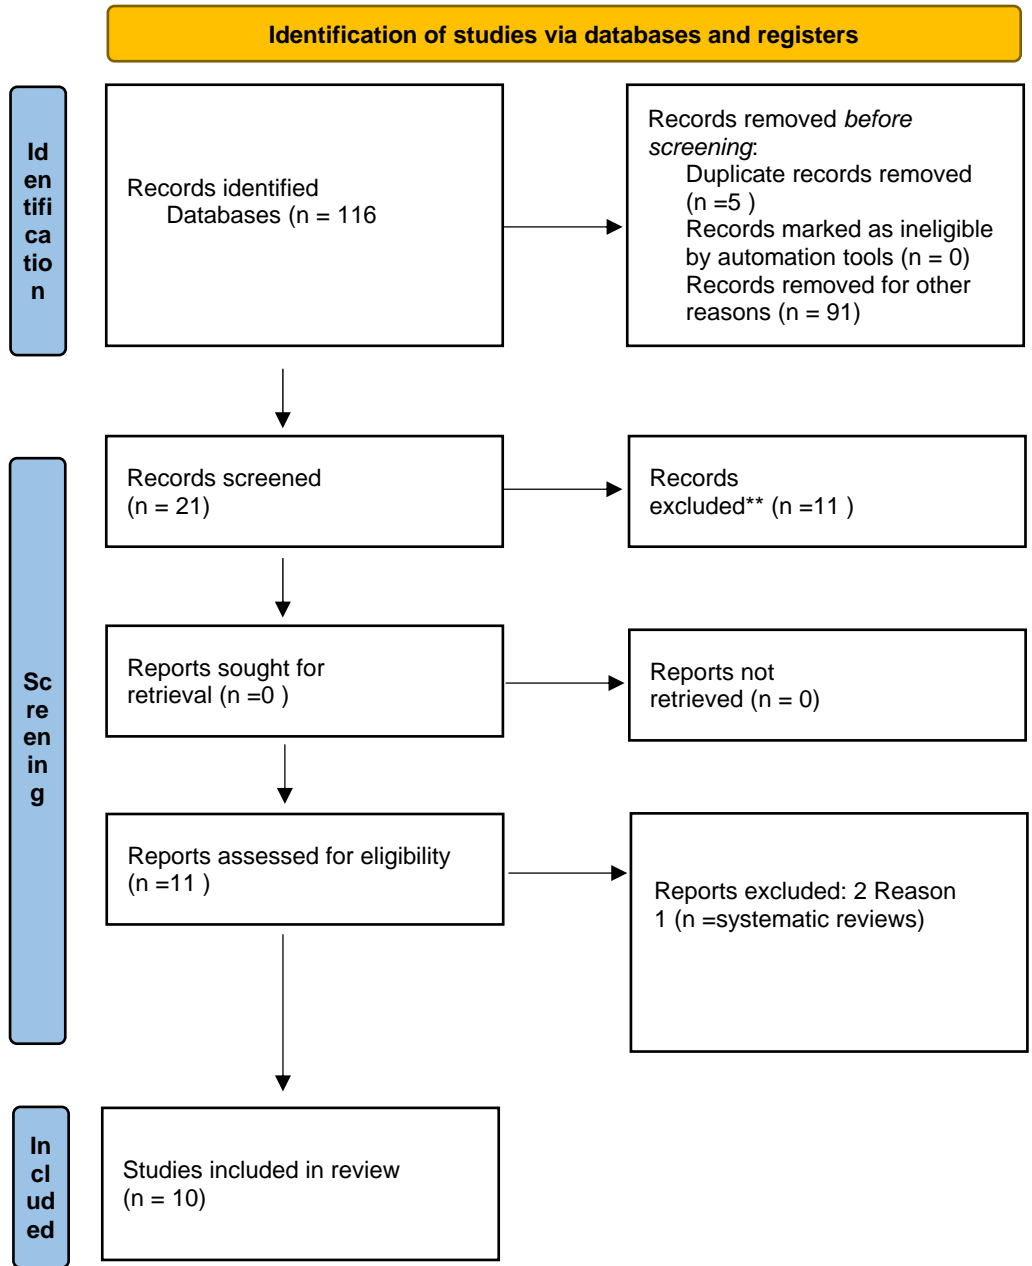 Identification of studies via databases and registers
Id
en
tifi
ca
tio
n
Records identified
Databases (n = 116
Records removed before
screening:
Duplicate records removed
(n =5 )
Records marked as ineligible
by automation tools (n = 0)
Records removed for other
reasons (n = 91)
Sc
re
en
in
g
Records screened
(n = 21)
Records
excluded** (n =11 )
Reports sought for
retrieval (n =0 )
Reports not
retrieved (n = 0)
Reports assessed for eligibility
(n =11 )
Reports excluded: 2 Reason
1 (n =systematic reviews)
In
cl
ud
ed
Studies included in review
(n = 10)